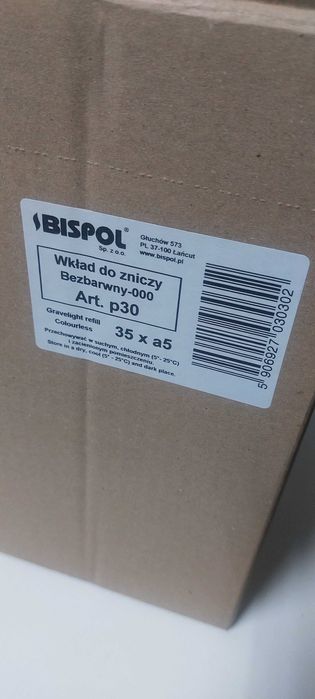 BISPOL®
Sp. z o.o.
Głuchów 573
PL 37-100 Łańcut
www.bispol.pl
Wkład do zniczy
Bezbarwny-000
Art. p30
Gravelight refill
Colourless
35 x a5
Przechowywać w suchym, chłodnym (5°- 25°C)
i zacienionym pomieszczeniu.
Store in a dry, cool (5° - 25°C) and dark place.
5 906927 030302